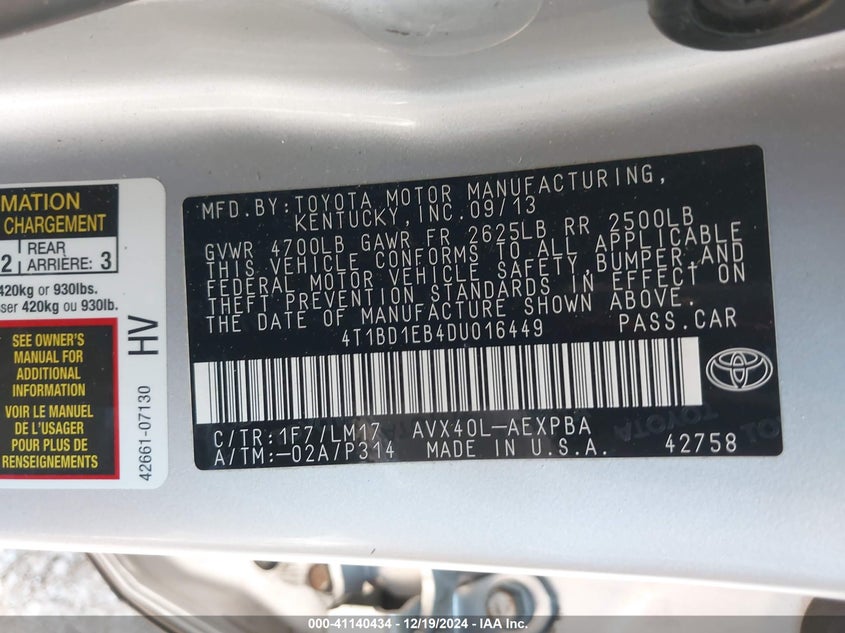 MATION
CHARGEMENT
2 REAR ARRIÈRE: 3
420kg or 930lbs.
ser 420kg ou 930lb.
SEE OWNER'S
MANUAL FOR
ADDITIONAL
INFORMATION
VOIR LE MANUEL
DE L'USAGER
POUR PLUS DE
RENSEIGNEMENTS
HV
42661-07130
MFD.BY:TOYOTA MOTOR MANUFACTURING,
KENTUCKY, INC.09/13
GVWR 4700LB GAWR FR 2625LB RR 2500LB
THIS VEHICLE CONFORMS TO ALL APPLICABLE
FEDERAL MOTOR VEHICLE SAFETY,BUMPER,AND
THEFT PREVENTION STANDARDS IN EFFECT ON
THE DATE OF MANUFACTURE SHOWN ABOVE.
4T1BD1EB4DU016449 PASS.CAR
C/TR:1F7/LM17 AVX40L-AEXPBA
A/TM:-02A/P314 MADE IN U.S.A. 42758
TOYOTA
000-41140434 - 12/19/2024 - IAA Inc.